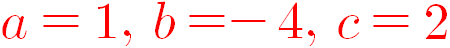 a = 1, b = − 4, c = 2